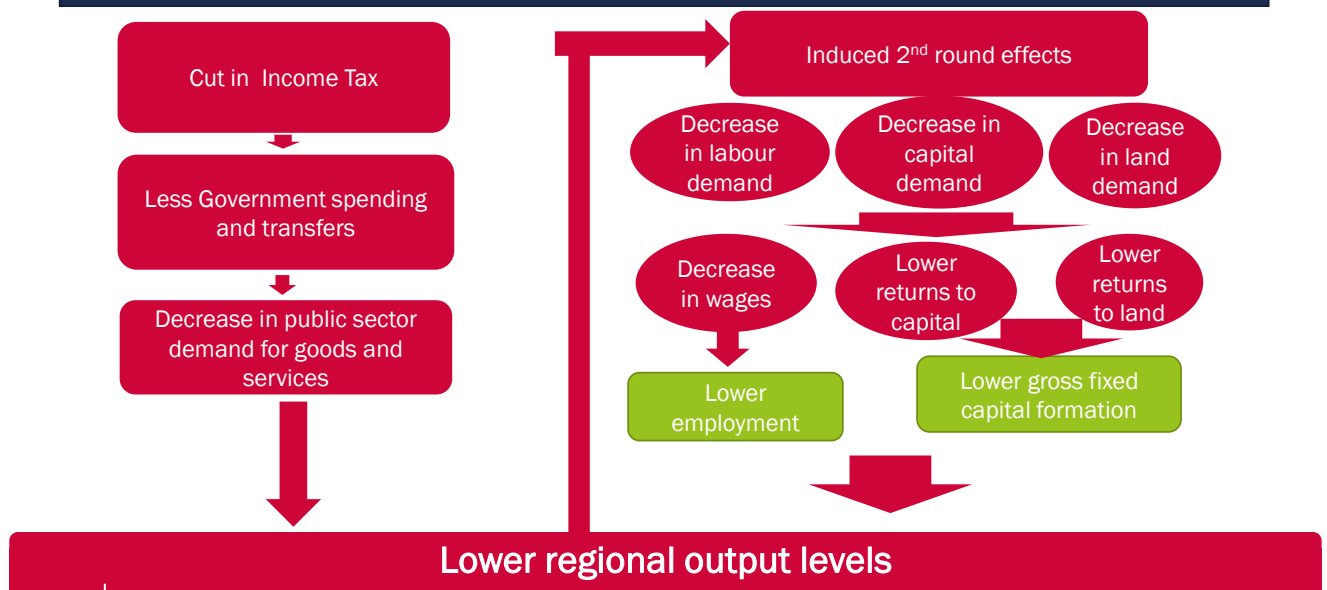 Cut in Income Tax
Less Government spending
and transfers
Decrease in public sector
demand for goods and
services
Induced 2nd round effects
Decrease
in labour
demand
Decrease in
capital
demand
Decrease
in land
demand
Decrease
in wages
Lower
returns to
capital
Lower
returns
to land
Lower
employment
Lower gross fixed
capital formation
Lower regional output levels